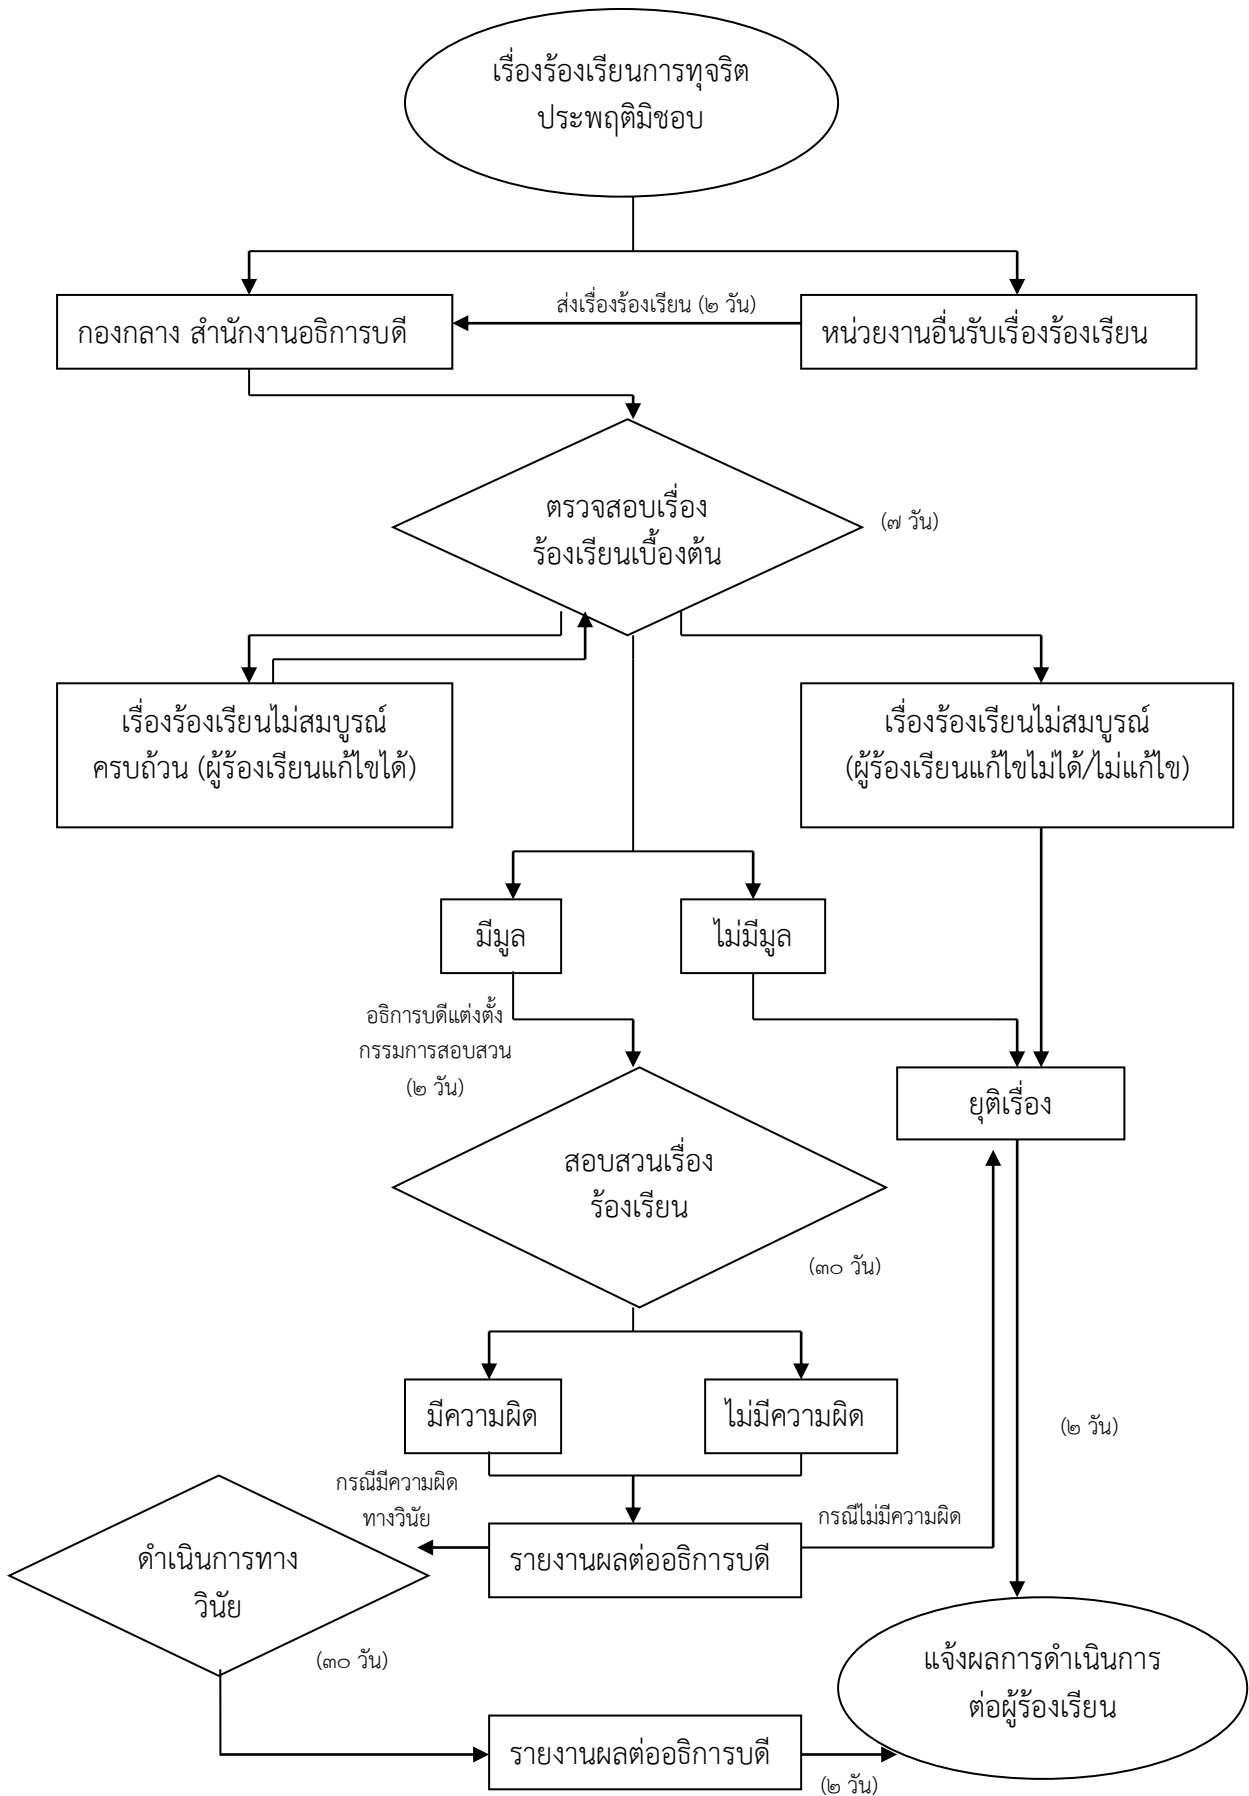 เรื่องร้องเรียนการทุจริต
ประพฤติมิชอบ
ส่งเรื่องร้องเรียน (๒ วัน)
กองกลาง สำนักงานอธิการบดี
หน่วยงานอื่นรับเรื่องร้องเรียน
ตรวจสอบเรื่อง
ร้องเรียนเบื้องต้น
(๗ วัน)
เรื่องร้องเรียนไม่สมบูรณ์
ครบถ้วน (ผู้ร้องเรียนแก้ไขได้)
เรื่องร้องเรียนไม่สมบูรณ์
(ผู้ร้องเรียนแก้ไขไม่ได้/ไม่แก้ไข)
มีมูล
ไม่มีมูล
อธิการบดีแต่งตั้ง
กรรมการสอบสวน
(๒ วัน)
ยุติเรื่อง
สอบสวนเรื่อง
ร้องเรียน
(๓๐ วัน)
มีความผิด
ไม่มีความผิด
(๒ วัน)
กรณีมีความผิด
ทางวินัย
กรณีไม่มีความผิด
รายงานผลต่ออธิการบดี
ดำเนินการทาง
วินัย
(๓๐ วัน)
แจ้งผลการดำเนินการ
ต่อผู้ร้องเรียน
รายงานผลต่ออธิการบดี
(๒ วัน)